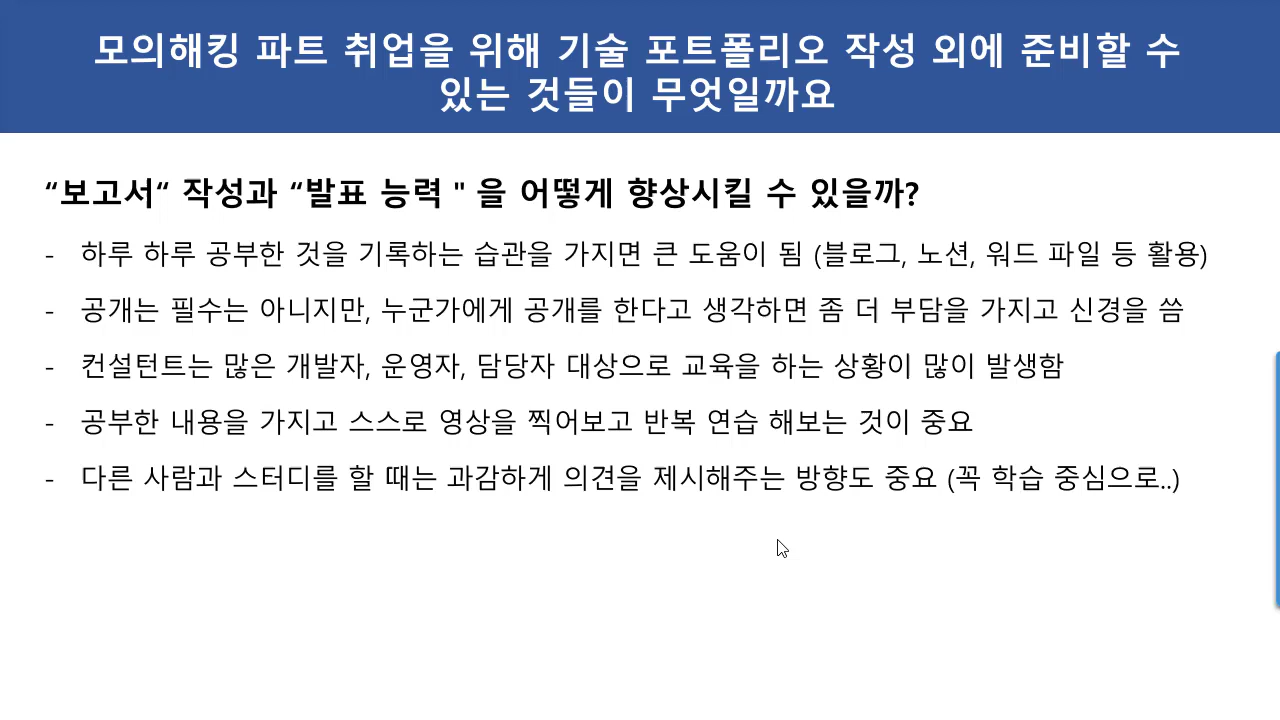 모의해킹 파트 취업을 위해 기술 포트폴리오 작성 외에 준비할 수
있는 것들이 무엇일까요
“보고서“ 작성과 “발표 능력 " 을 어떻게 향상시킬 수 있을까?
- 하루 하루 공부한 것을 기록하는 습관을 가지면 큰 도움이 됨 (블로그, 노션, 워드 파일 등 활용)
- 공개는 필수는 아니지만, 누군가에게 공개를 한다고 생각하면 좀 더 부담을 가지고 신경을 씀
- 컨설턴트는 많은 개발자, 운영자, 담당자 대상으로 교육을 하는 상황이 많이 발생함
- 공부한 내용을 가지고 스스로 영상을 찍어보고 반복 연습 해보는 것이 중요
- 다른 사람과 스터디를 할 때는 과감하게 의견을 제시해주는 방향도 중요 (꼭 학습 중심으로..)